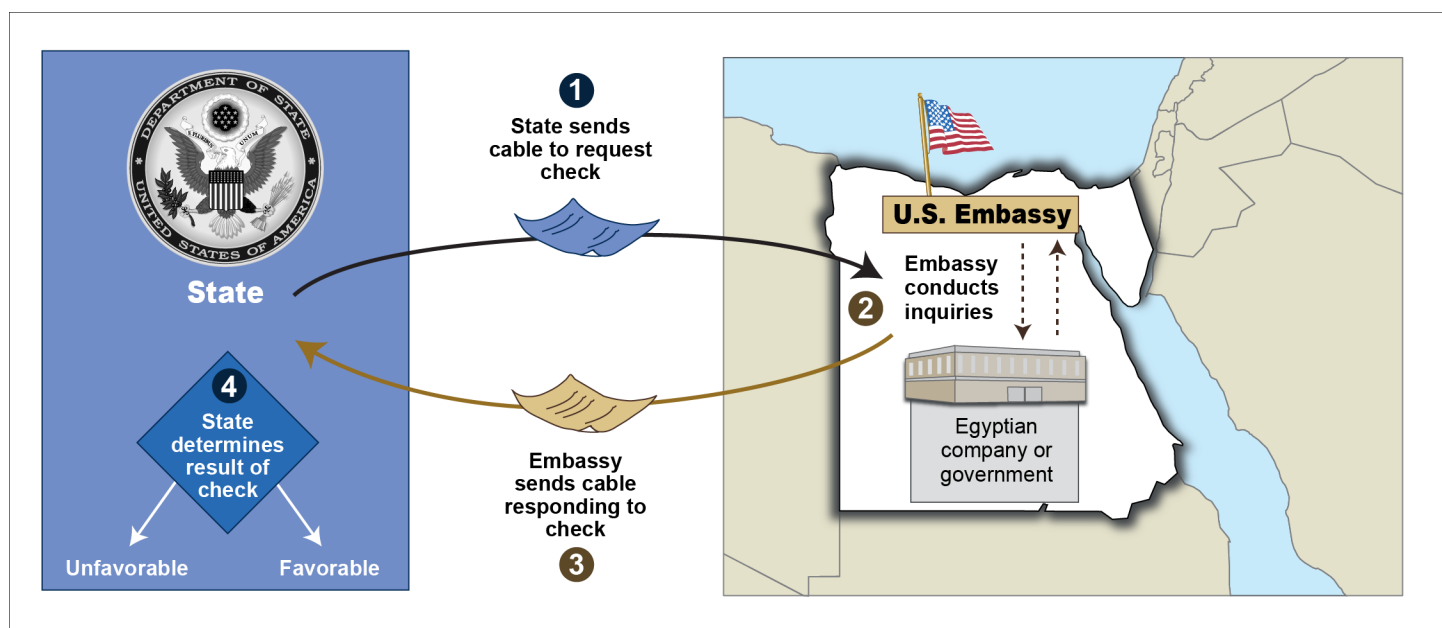 DEPARTMENT OF STATE
E PLURIBUS UNUM
UNITED STATES OF AMERICA
State
1
State sends
cable to request
check
U.S. Embassy
2
Embassy
conducts
inquiries
Egyptian
company or
government
Embassy
sends cable
responding to
check
3
4
State
determines
result of
check
Unfavorable
Favorable